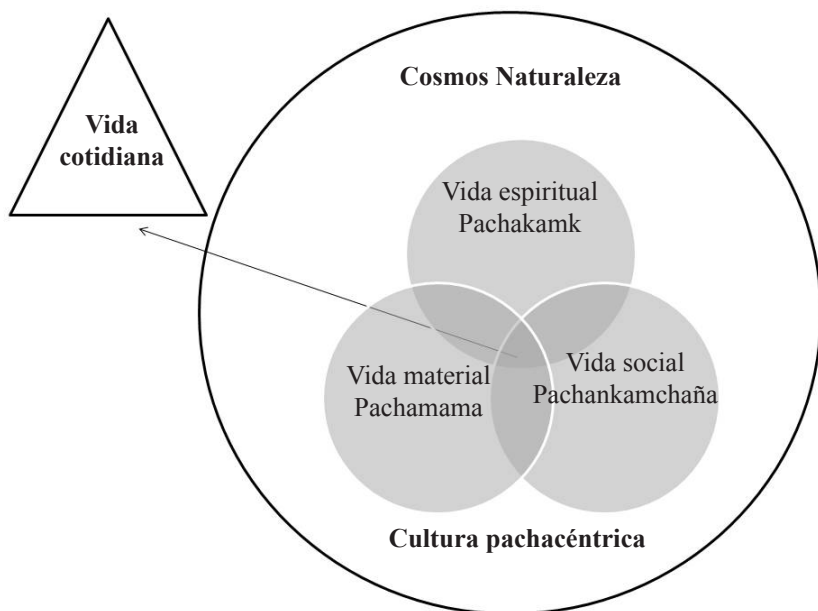 Cosmos Naturaleza
Vida
cotidiana
Vida espiritual
Pachakamk
Vida material
Pachamama
Vida social
Pachankamchaña
Cultura pachacéntrica